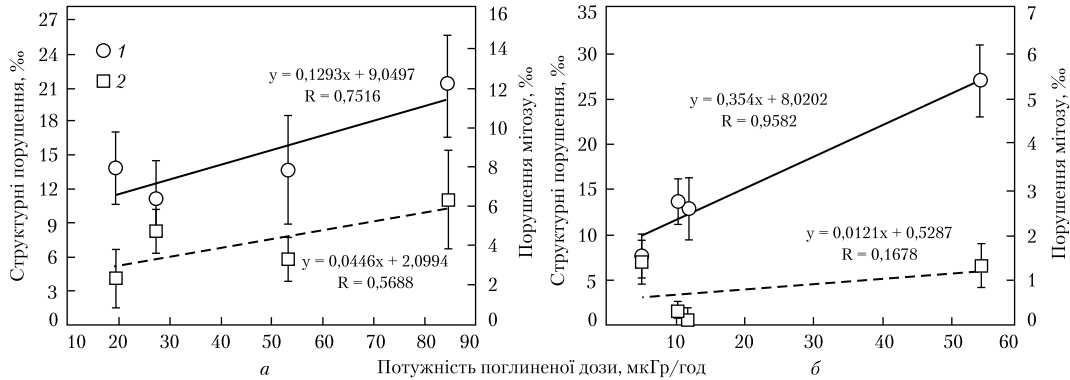 27
24
21
18
15
12
9
6
3
0
Структурні порушення, ‰
1
2
y = 0,1293x + 9,0497
R = 0,7516
y = 0,0446x + 2,0994
R = 0,5688
16
14
12
10
8
6
4
2
0
Порушення мітозу, ‰
10 20 30 40 50 60 70 80 90
а
35
30
25
20
15
10
5
0
Структурні порушення, ‰
y = 0,354x + 8,0202
R = 0,9582
y = 0,0121x + 0,5287
R = 0,1678
7
6
5
4
3
2
1
0
Порушення мітозу, ‰
10 20 30 40 50 60
б
Потужність поглиненої дози, мкГр/год